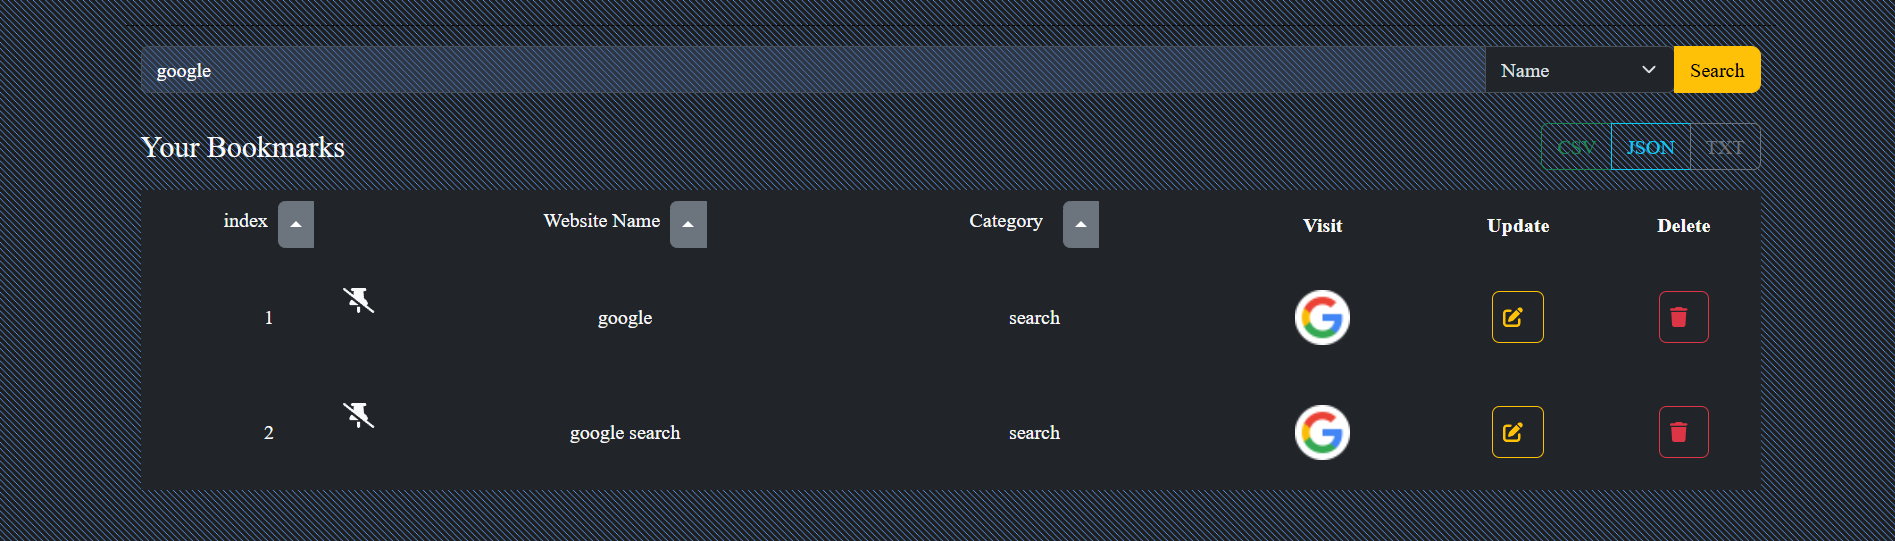 google Name Search
Your Bookmarks CSV JSON TXT
index Website Name Category Visit Update Delete
1 google search
2 google search search